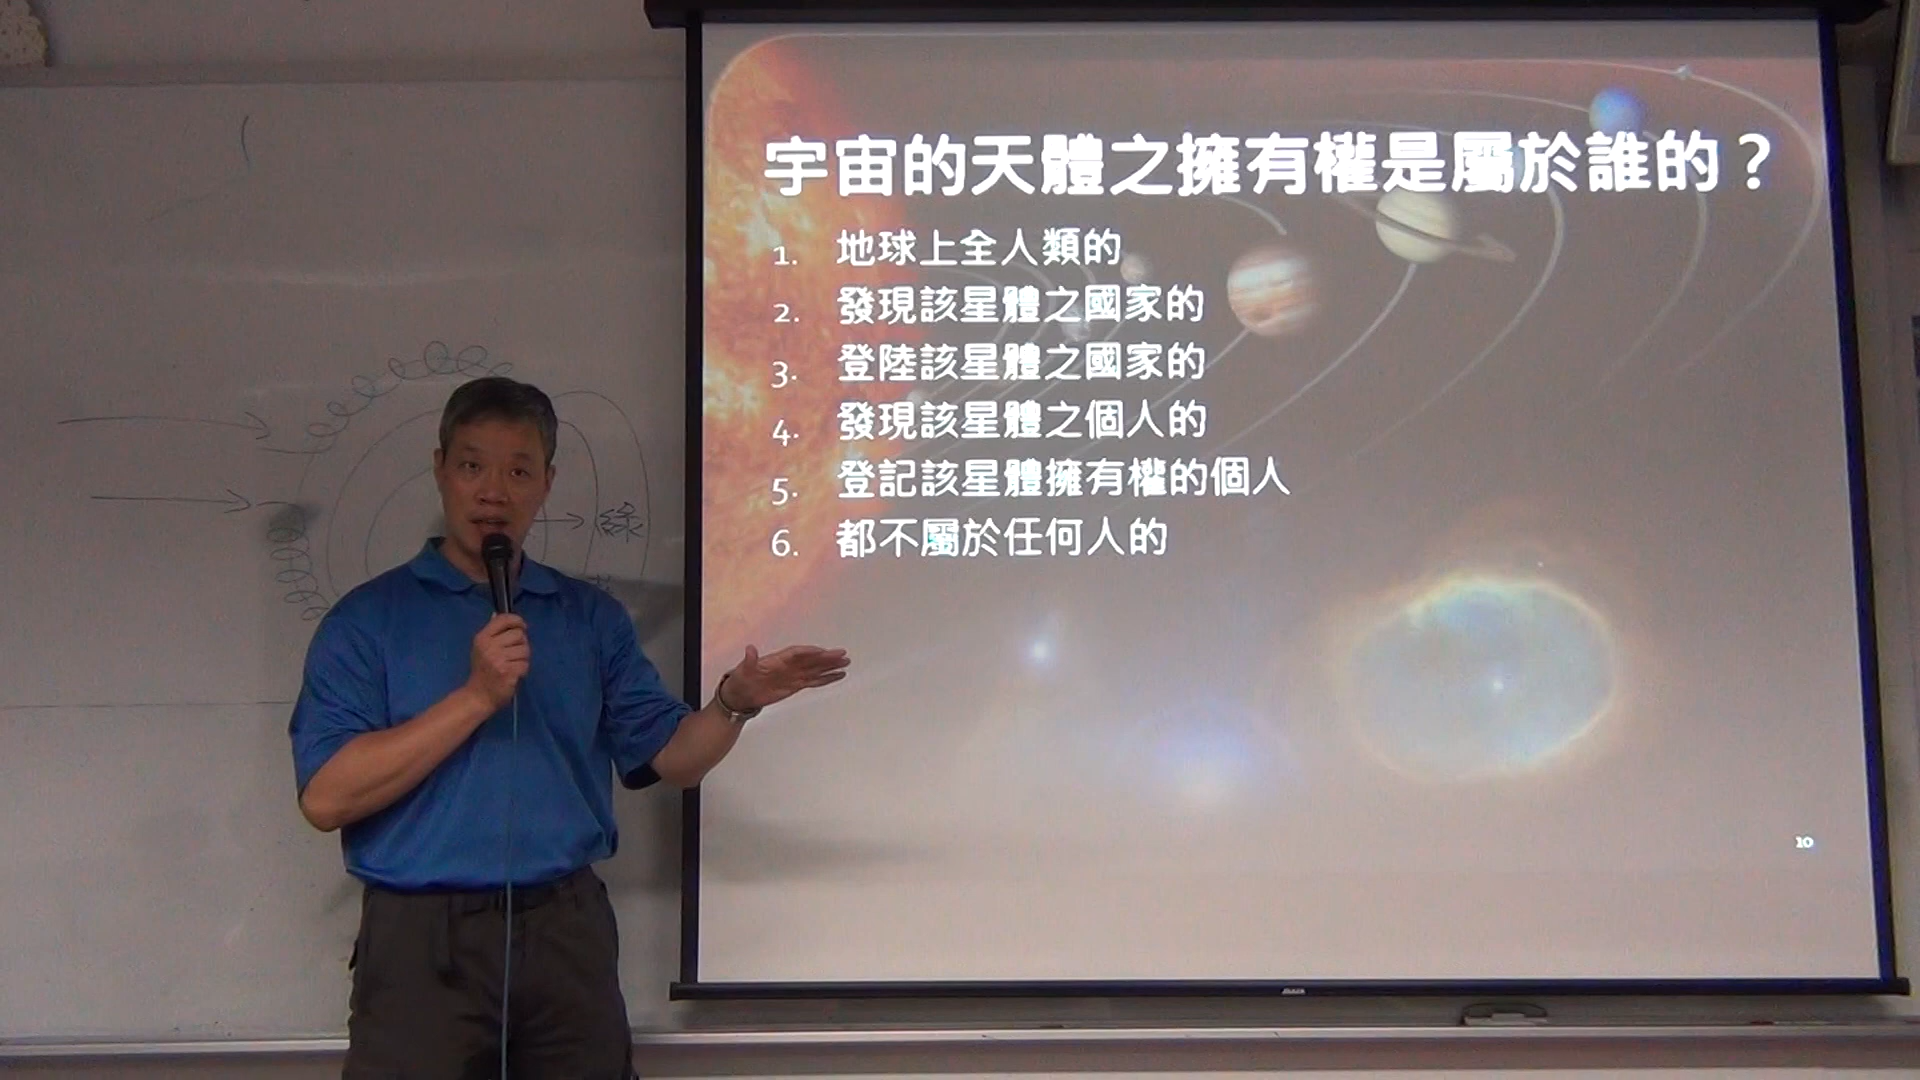 宇宙的天體之擁有權是屬於誰的？
1. 地球上全人類的
2. 發現該星體之國家的
3. 登陸該星體之國家的
4. 發現該星體之個人的
5. 登記該星體擁有權的個人
6. 都不屬於任何人的
10
綠